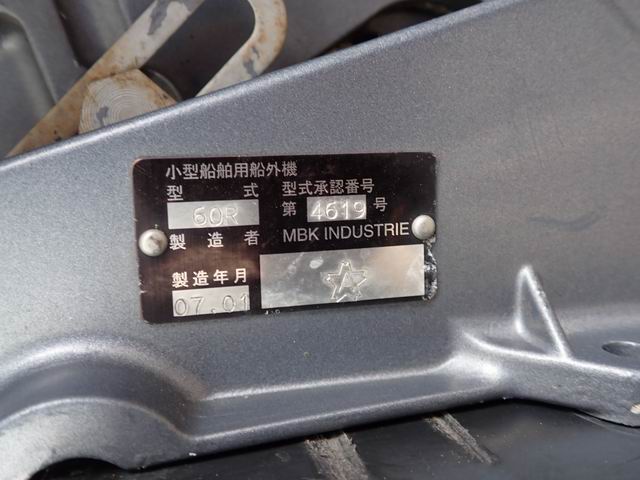 小型船舶用船外機
型 式 型式承認番号
60R 第 4619 号
製造者 MBK INDUSTRIE
製造年月
07.01